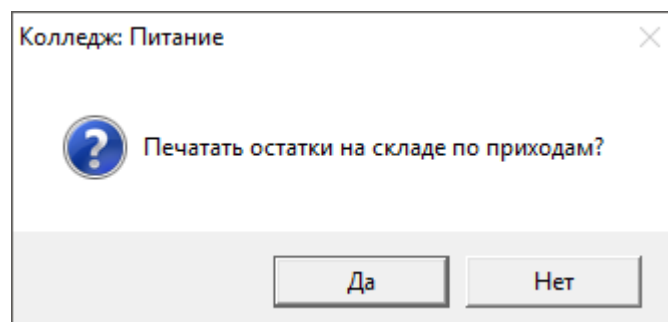 Колледж: Питание
Печатать остатки на складе по приходам?
Да
Нет